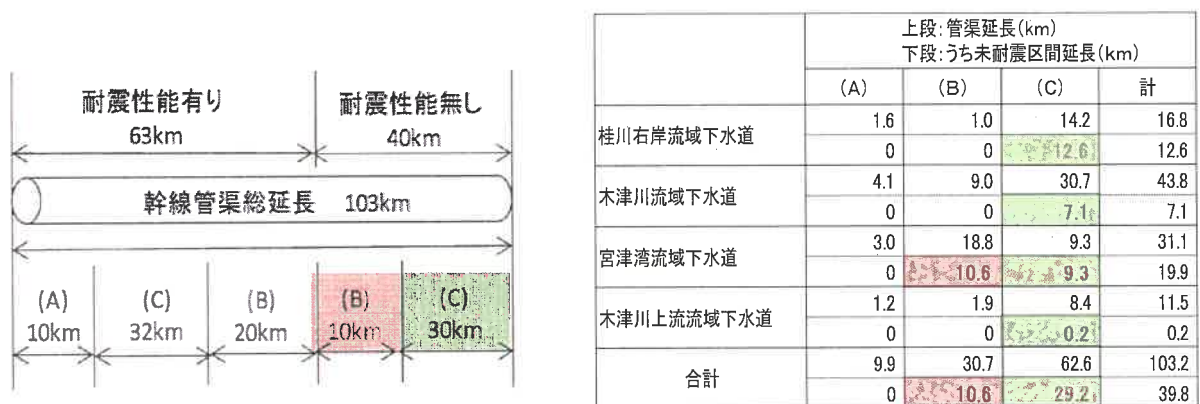 耐震性能有り 耐震性能無し
63km 40km
幹線管渠総延長 103km
(A) (C) (B) (B) (C)
10km 32km 20km 10km 30km
上段:管渠延長(km)
下段:うち未耐震区間延長(km)
(A) (B) (C) 計
桂川右岸流域下水道
1.6 1.0 14.2 16.8
0 0 12.6 12.6
木津川流域下水道
4.1 9.0 30.7 43.8
0 0 7.1 7.1
宮津湾流域下水道
3.0 18.8 9.3 31.1
0 10.6 9.3 19.9
木津川上流流域下水道
1.2 1.9 8.4 11.5
0 0 0.2 0.2
合計
9.9 30.7 62.6 103.2
0 10.6 29.2 39.8